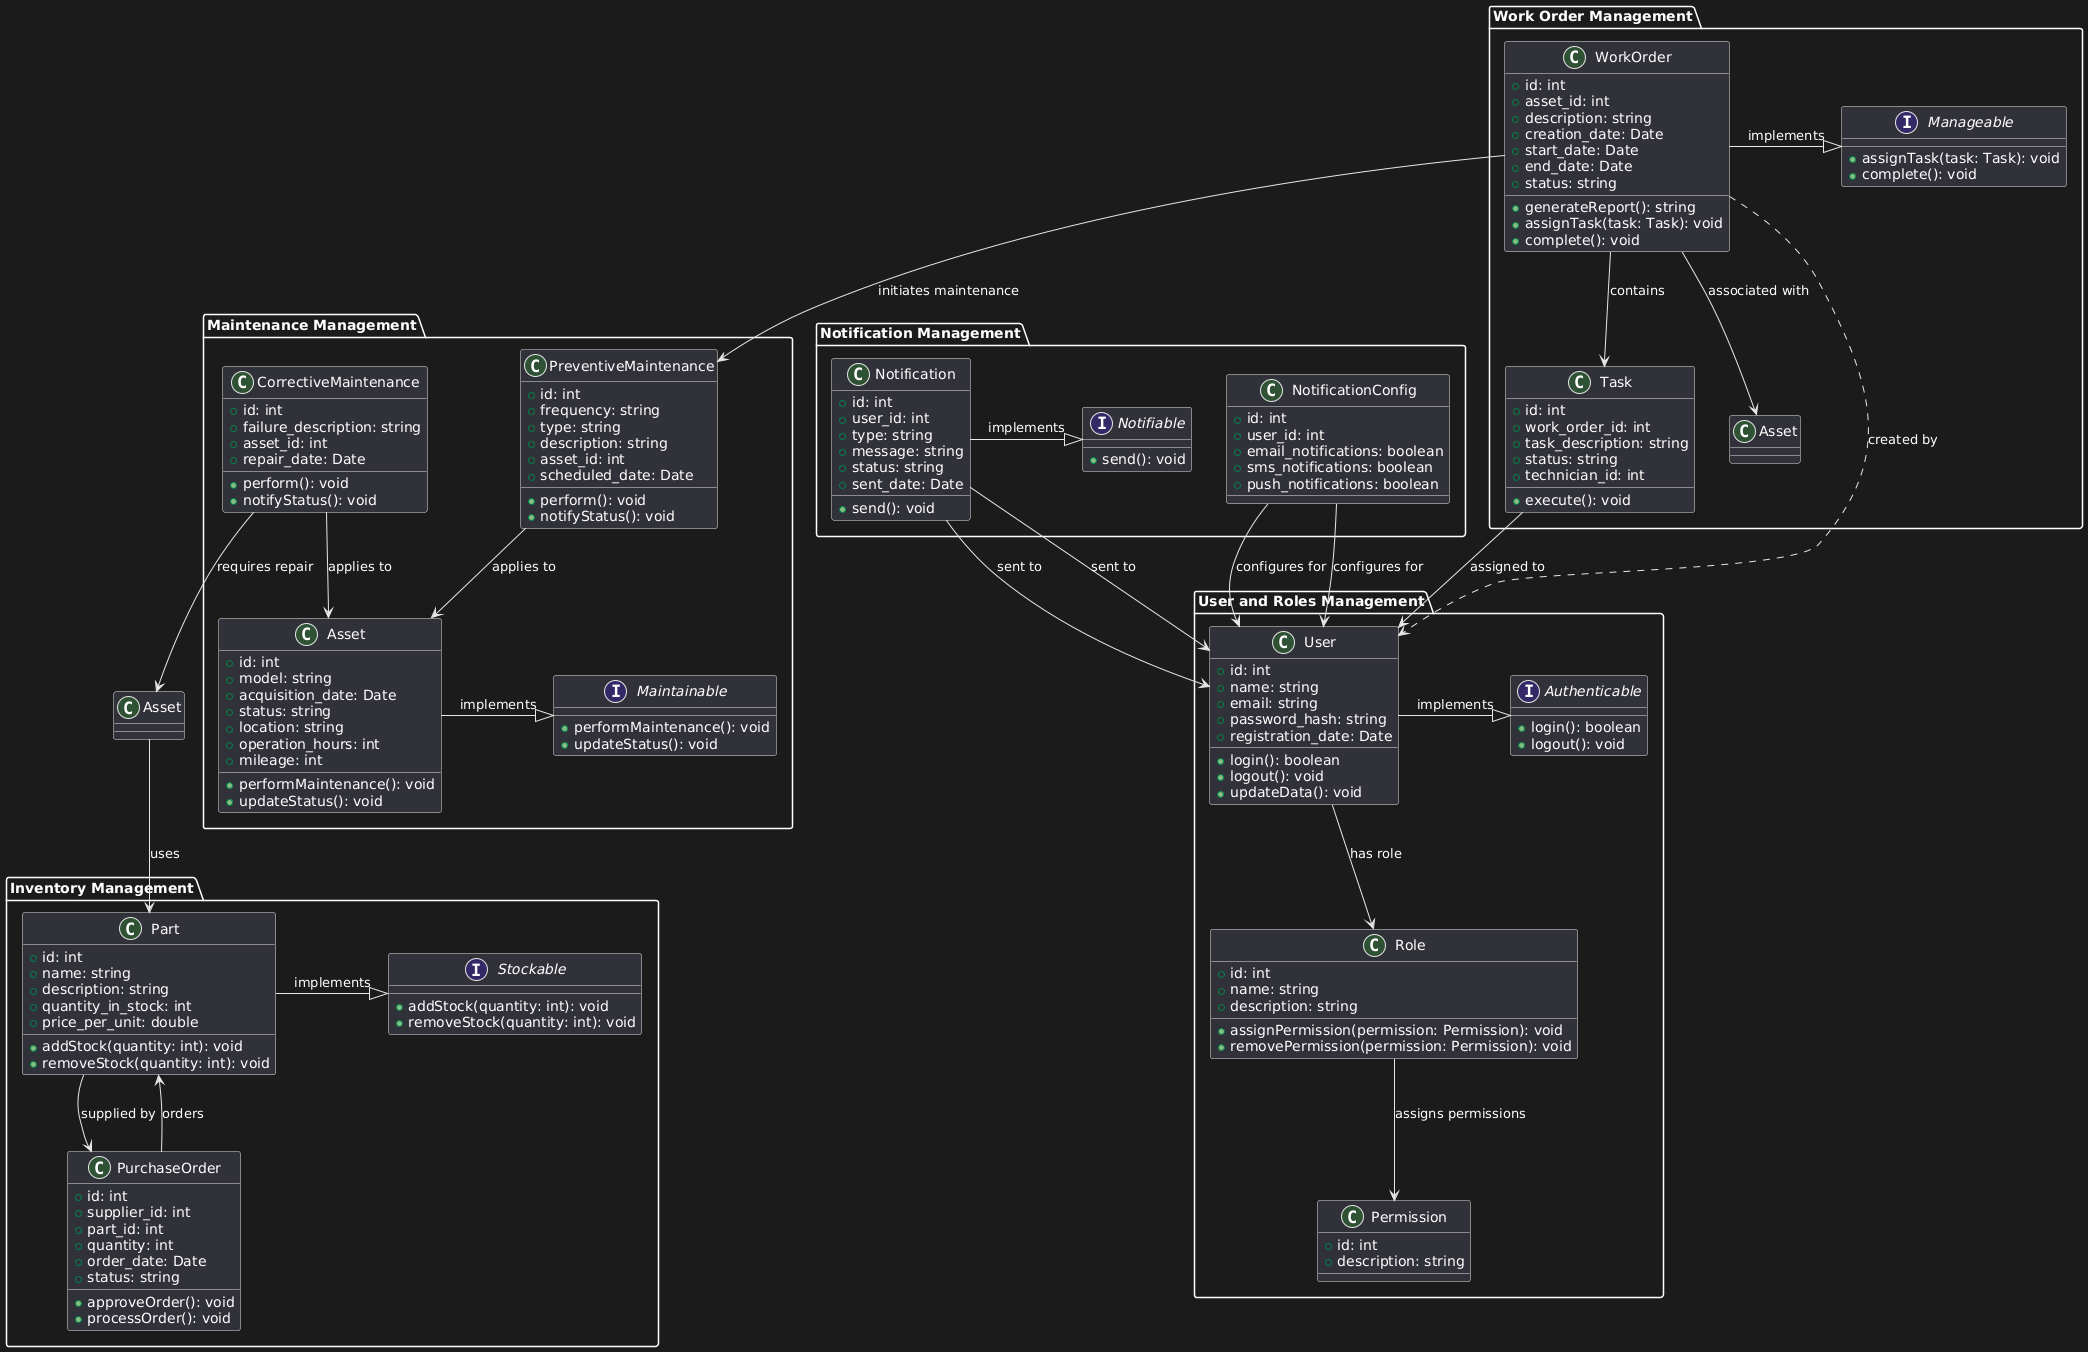 Work Order Management
C WorkOrder
id: int
asset_id: int
description: string
creation_date: Date
start_date: Date
end_date: Date
status: string
generateReport(): string
assignTask(task: Task): void
complete(): void
implements
I Manageable
assignTask(task: Task): void
complete(): void
initiates maintenance
contains
associated with
created by
C Task
id: int
work_order_id: int
task_description: string
status: string
technician_id: int
execute(): void
C Asset
assigned to
Maintenance Management
C CorrectiveMaintenance
id: int
failure_description: string
asset_id: int
repair_date: Date
perform(): void
notifyStatus(): void
C PreventiveMaintenance
id: int
frequency: string
type: string
description: string
asset_id: int
scheduled_date: Date
perform(): void
notifyStatus(): void
requires repair
applies to
applies to
C Asset
id: int
model: string
acquisition_date: Date
status: string
location: string
operation_hours: int
mileage: int
performMaintenance(): void
updateStatus(): void
implements
I Maintainable
performMaintenance(): void
updateStatus(): void
Notification Management
C Notification
id: int
user_id: int
type: string
message: string
status: string
sent_date: Date
send(): void
implements
I Notifiable
send(): void
C NotificationConfig
id: int
user_id: int
email_notifications: boolean
sms_notifications: boolean
push_notifications: boolean
sent to
sent to
configures for
configures for
User and Roles Management
C User
id: int
name: string
email: string
password_hash: string
registration_date: Date
login(): boolean
logout(): void
updateData(): void
implements
I Authenticable
login(): boolean
logout(): void
has role
C Role
id: int
name: string
description: string
assignPermission(permission: Permission): void
removePermission(permission: Permission): void
assigns permissions
C Permission
id: int
description: string
C Asset
uses
Inventory Management
C Part
id: int
name: string
description: string
quantity_in_stock: int
price_per_unit: double
addStock(quantity: int): void
removeStock(quantity: int): void
implements
I Stockable
addStock(quantity: int): void
removeStock(quantity: int): void
supplied by
orders
C PurchaseOrder
id: int
supplier_id: int
part_id: int
quantity: int
order_date: Date
status: string
approveOrder(): void
processOrder(): void